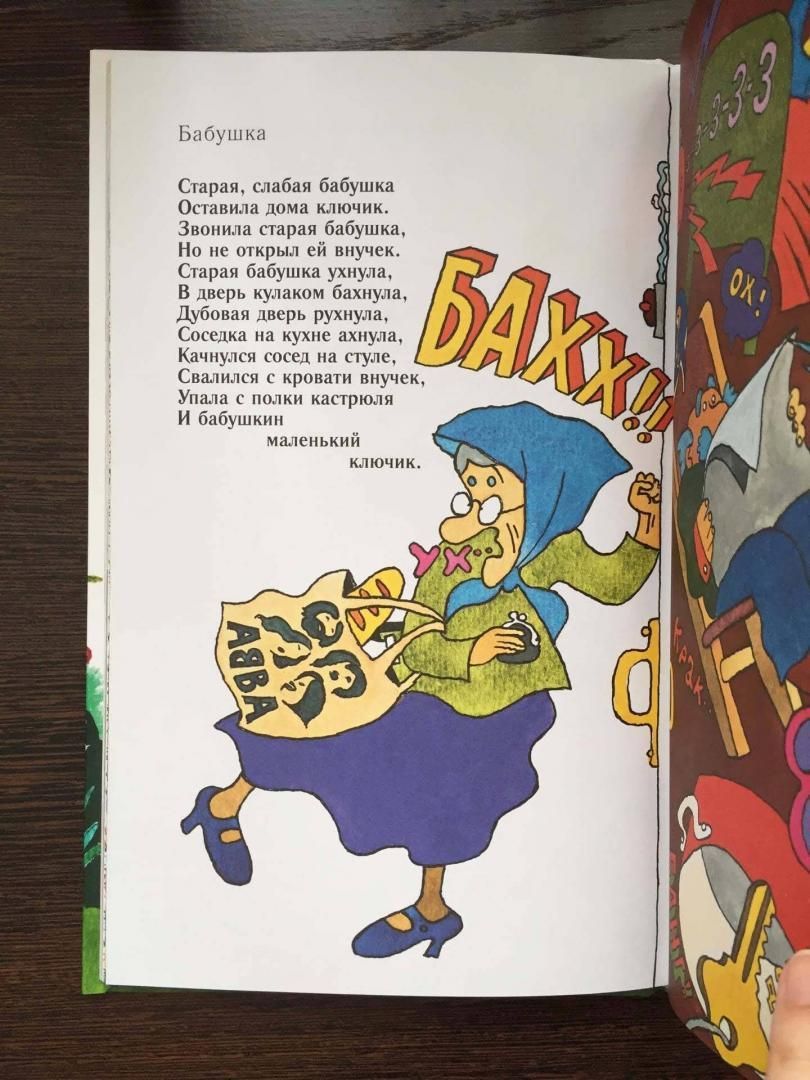 Бабушка
Старая, слабая бабушка
Оставила дома ключик.
Звонила старая бабушка,
Но не открыл ей внучек.
Старая бабушка ухнула,
В дверь кулаком бахнула,
Дубовая дверь рухнула,
Соседка на кухне ахнула,
Качнулся сосед на стуле,
Свалился с кровати внучек,
Упала с полки кастрюля
И бабушкин
маленький
ключик.
БАХХ!!
УХ...
ABBA
З-З-З-З
ОХ!
Крак..